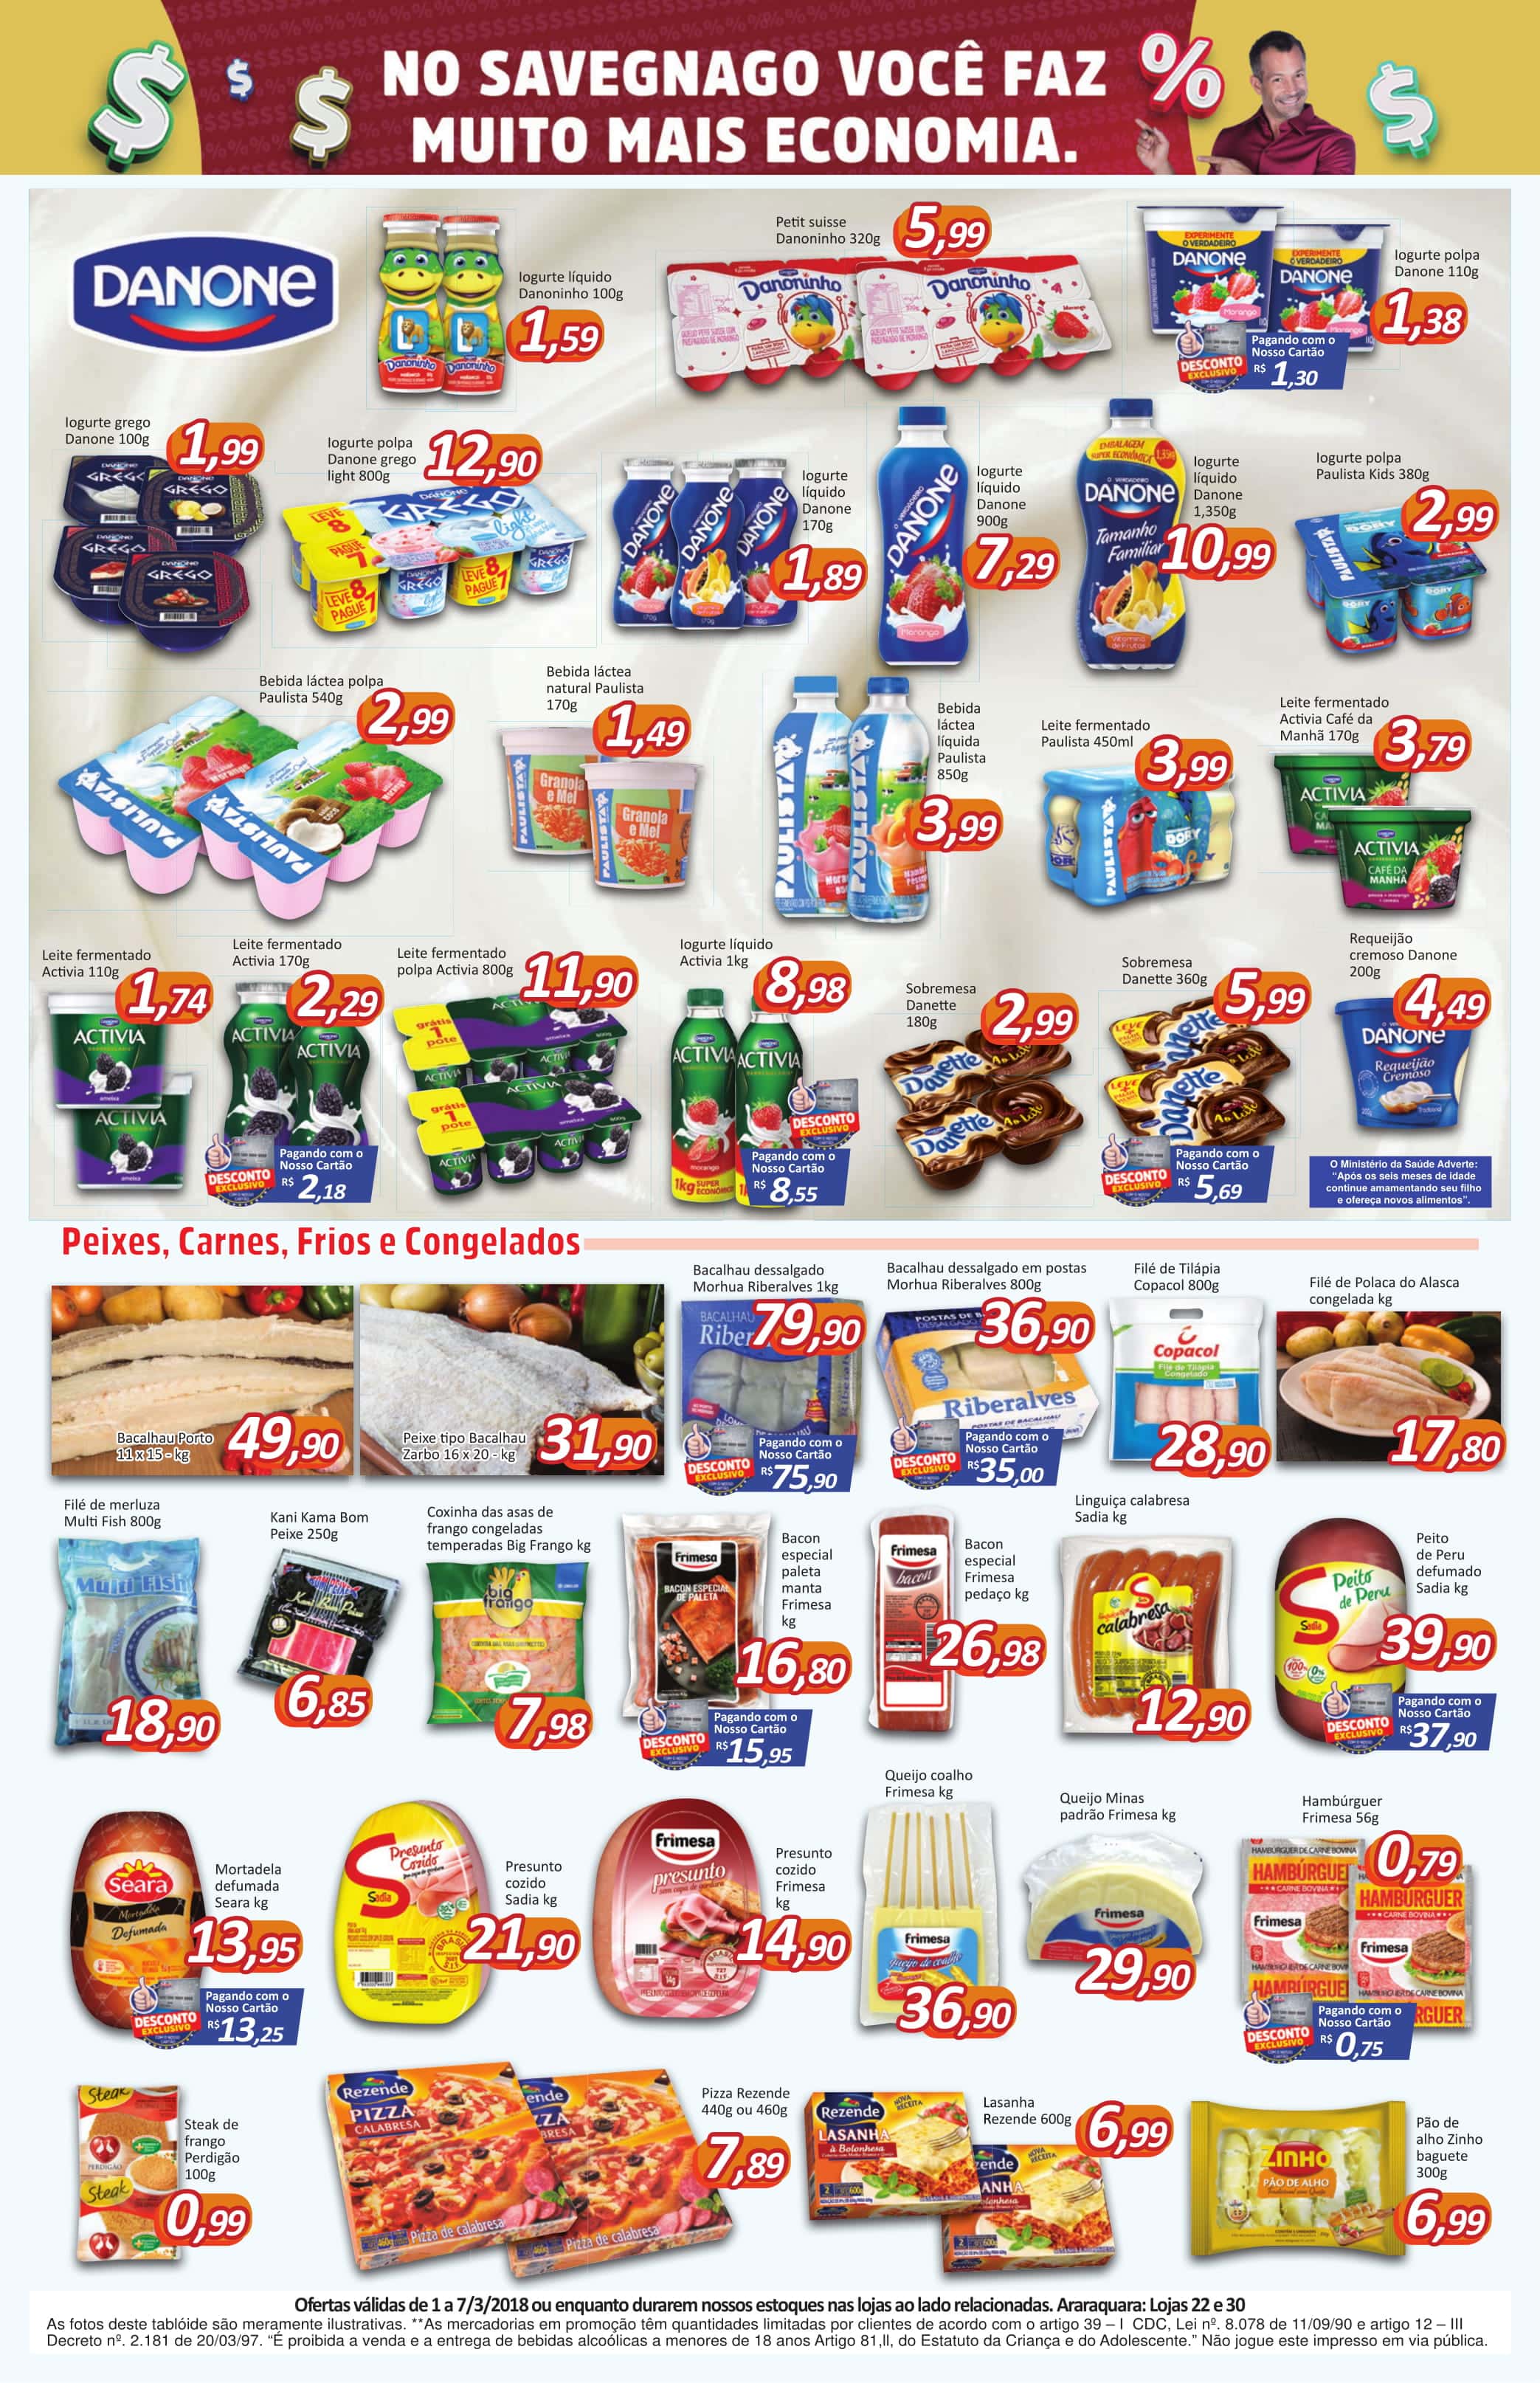 NO SAVEGNAGO VOCÊ FAZ
MUITO MAIS ECONOMIA.
DANONE
Iogurte líquido
Danoninho 100g
1,59
Petit suisse
Danoninho 320g
5,99
Iogurte polpa
Danone 110g
1,38
DESCONTO
EXCLUSIVO
Pagando com o
Nosso Cartão
R$ 1,30
Iogurte grego
Danone 100g
1,99
Iogurte polpa
Danone grego
light 800g
12,90
Iogurte
líquido
Danone
170g
1,89
Iogurte
líquido
Danone
900g
7,29
Iogurte
líquido
Danone
1,350g
10,99
Iogurte polpa
Paulista Kids 380g
2,99
Bebida láctea polpa
Paulista 540g
2,99
Bebida láctea
natural Paulista
170g
1,49
Bebida
láctea
líquida
Paulista
850g
3,99
Leite fermentado
Paulista 450ml
3,99
Leite fermentado
Activia Café da
Manhã 170g
3,79
Leite fermentado
Activia 110g
1,74
Leite fermentado
Activia 170g
2,29
DESCONTO
EXCLUSIVO
Pagando com o
Nosso Cartão
R$ 2,18
Leite fermentado
polpa Activia 800g
11,90
Iogurte líquido
Activia 1kg
8,98
DESCONTO
EXCLUSIVO
Pagando com o
Nosso Cartão
R$ 8,55
Sobremesa
Danette
180g
2,99
Sobremesa
Danette 360g
5,99
DESCONTO
EXCLUSIVO
Pagando com o
Nosso Cartão
R$ 5,69
Requeijão
cremoso Danone
200g
4,49
O Ministério da Saúde Adverte:
“Após os seis meses de idade
continue amamentando seu filho
e ofereça novos alimentos”.
Peixes, Carnes, Frios e Congelados
Bacalhau Porto
11 x 15 - kg
49,90
Peixe tipo Bacalhau
Zarbo 16 x 20 - kg
31,90
Bacalhau dessalgado
Morhua Riberalves 1kg
79,90
DESCONTO
EXCLUSIVO
Pagando com o
Nosso Cartão
R$ 75,90
Bacalhau dessalgado em postas
Morhua Riberalves 800g
36,90
DESCONTO
EXCLUSIVO
Pagando com o
Nosso Cartão
R$ 35,00
Filé de Tilápia
Copacol 800g
28,90
Filé de Polaca do Alasca
congelada kg
17,80
Filé de merluza
Multi Fish 800g
18,90
Kani Kama Bom
Peixe 250g
6,85
Coxinha das asas de
frango congeladas
temperadas Big Frango kg
7,98
Bacon
especial
paleta
manta
Frimesa
kg
16,80
DESCONTO
EXCLUSIVO
Pagando com o
Nosso Cartão
R$ 15,95
Bacon
especial
Frimesa
pedaço kg
26,98
Linguiça calabresa
Sadia kg
12,90
Peito
de Peru
defumado
Sadia kg
39,90
DESCONTO
EXCLUSIVO
Pagando com o
Nosso Cartão
R$ 37,90
Mortadela
defumada
Seara kg
13,95
DESCONTO
EXCLUSIVO
Pagando com o
Nosso Cartão
R$ 13,25
Presunto
cozido
Sadia kg
21,90
Presunto
cozido
Frimesa
kg
14,90
Queijo coalho
Frimesa kg
36,90
Queijo Minas
padrão Frimesa kg
29,90
Hambúrguer
Frimesa 56g
0,79
DESCONTO
EXCLUSIVO
Pagando com o
Nosso Cartão
R$ 0,75
Steak de
frango
Perdigão
100g
0,99
Pizza Rezende
440g ou 460g
7,89
Lasanha
Rezende 600g
6,99
Pão de
alho Zinho
baguete
300g
6,99
Ofertas válidas de 1 a 7/3/2018 ou enquanto durarem nossos estoques nas lojas ao lado relacionadas. Araraquara: Lojas 22 e 30
As fotos deste tablóide são meramente ilustrativas. **As mercadorias em promoção têm quantidades limitadas por clientes de acordo com o artigo 39 – I CDC, Lei nº. 8.078 de 11/09/90 e artigo 12 – III
Decreto nº. 2.181 de 20/03/97. “É proibida a venda e a entrega de bebidas alcoólicas a menores de 18 anos Artigo 81,ll, do Estatuto da Criança e do Adolescente.” Não jogue este impresso em via pública.